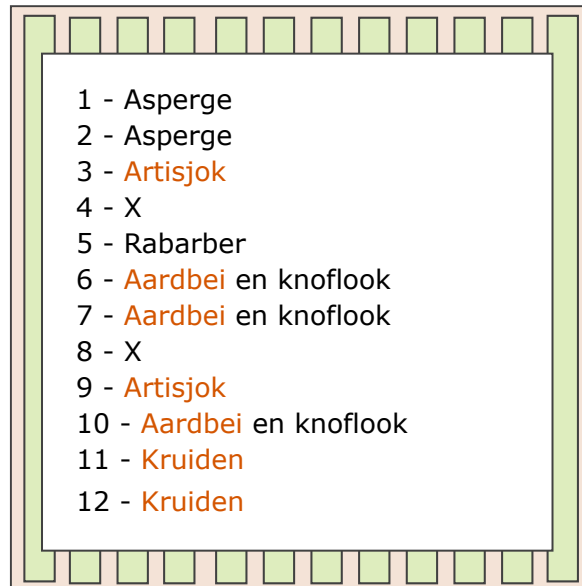 1 - Asperge
2 - Asperge
3 - Artisjok
4 - X
5 - Rabarber
6 - Aardbei en knoflook
7 - Aardbei en knoflook
8 - X
9 - Artisjok
10 - Aardbei en knoflook
11 - Kruiden
12 - Kruiden